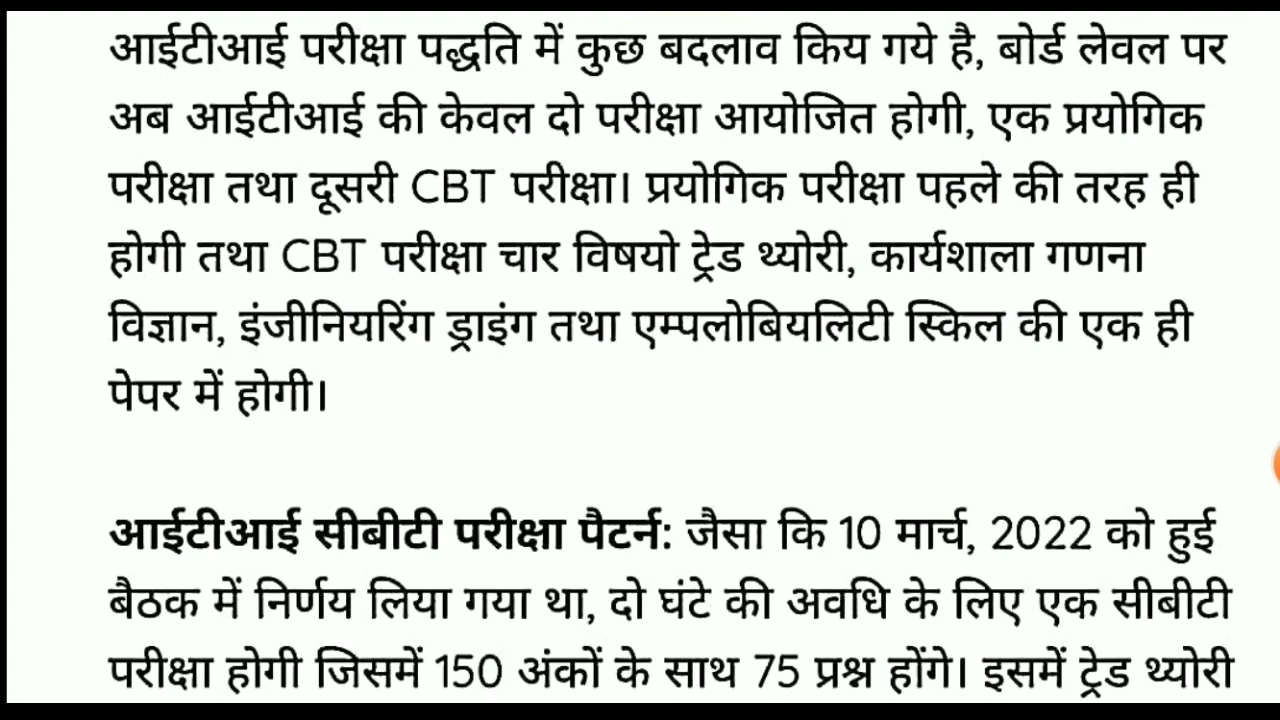 आईटीआई परीक्षा पद्धति में कुछ बदलाव किय गये है, बोर्ड लेवल पर
अब आईटीआई की केवल दो परीक्षा आयोजित होगी, एक प्रयोगिक
परीक्षा तथा दूसरी CBT परीक्षा। प्रयोगिक परीक्षा पहले की तरह ही
होगी तथा CBT परीक्षा चार विषयो ट्रेड थ्योरी, कार्यशाला गणना
विज्ञान, इंजीनियरिंग ड्राइंग तथा एम्पलोबियलिटी स्किल की एक ही
पेपर में होगी।
आईटीआई सीबीटी परीक्षा पैटर्न: जैसा कि 10 मार्च, 2022 को हुई
बैठक में निर्णय लिया गया था, दो घंटे की अवधि के लिए एक सीबीटी
परीक्षा होगी जिसमें 150 अंकों के साथ 75 प्रश्न होंगे। इसमें ट्रेड थ्योरी